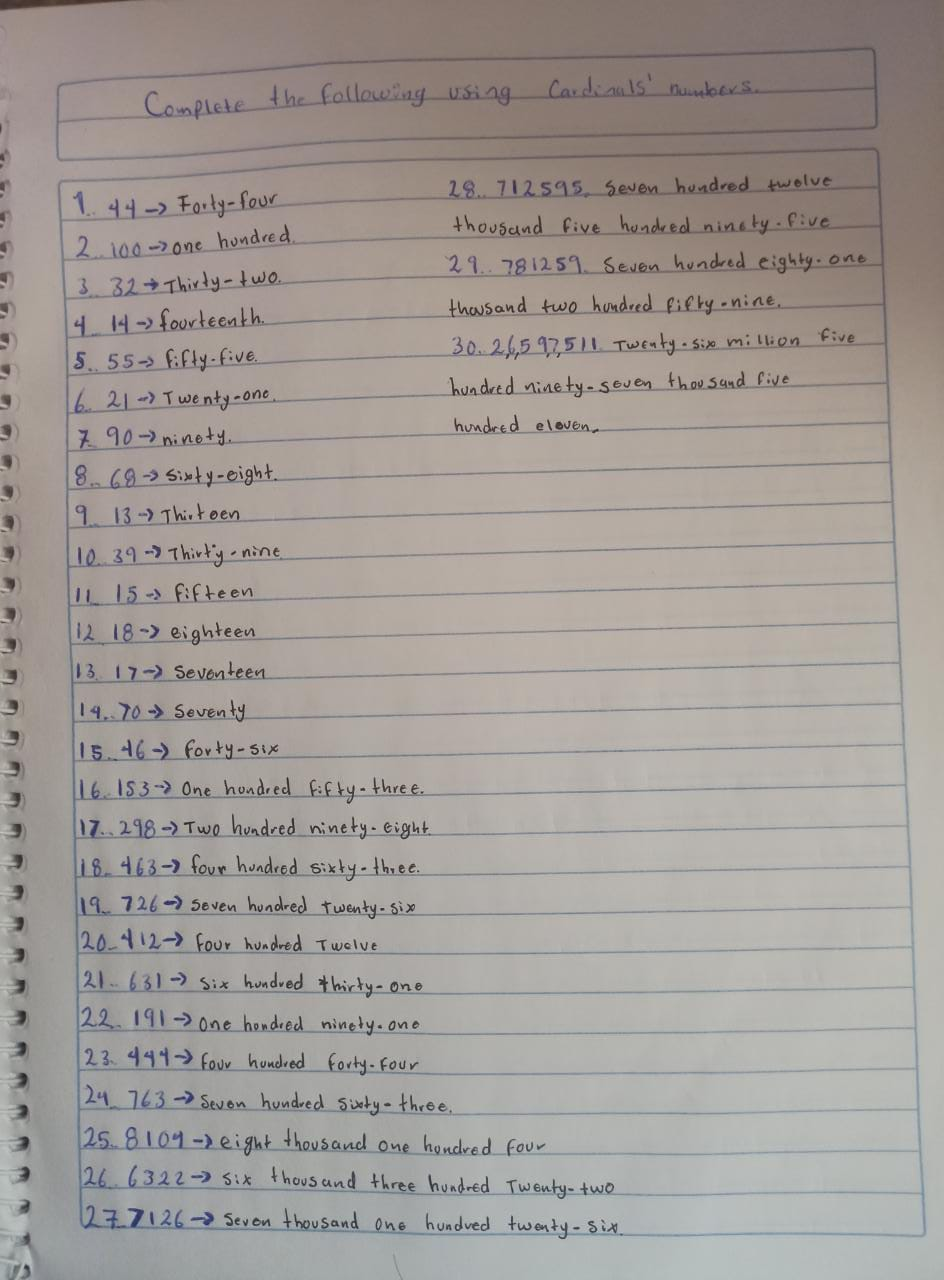 Complete the following using Cardinals' numbers.
1. 44 → Forty-four
2. 100 → one hundred.
3. 32 → Thirty-two.
4. 14 → fourteenth.
5. 55 → fifty-five.
6. 21 → Twenty-one.
7. 90 → ninety.
8. 68 → sixty-eight.
9. 13 → Thirteen
10. 39 → Thirty-nine
11. 15 → fifteen
12. 18 → eighteen
13. 17 → Seventeen
14. 70 → Seventy
15. 46 → forty-six
16. 153 → One hundred fifty-three.
17. 298 → Two hundred ninety-eight
18. 463 → four hundred sixty-three.
19. 726 → Seven hundred Twenty-six
20. 412 → Four hundred Twelve
21. 631 → Six hundred thirty-one
22. 191 → One hondred ninety-one
23. 444 → four hundred forty-four
24. 763 → Seven hundred sixty-three.
25. 8104 → eight thousand one hundred four
26. 6322 → six thousand three hundred Twenty-two
27. 7126 → Seven thousand one hundred twenty-six.
28. 712595. Seven hundred twelve
thousand five hundred ninety-five
29. 781259. Seven hundred eighty-one
thousand two hundred fifty-nine.
30. 26,597,511. Twenty-six million five
hundred ninety-seven thousand five
hundred eleven.